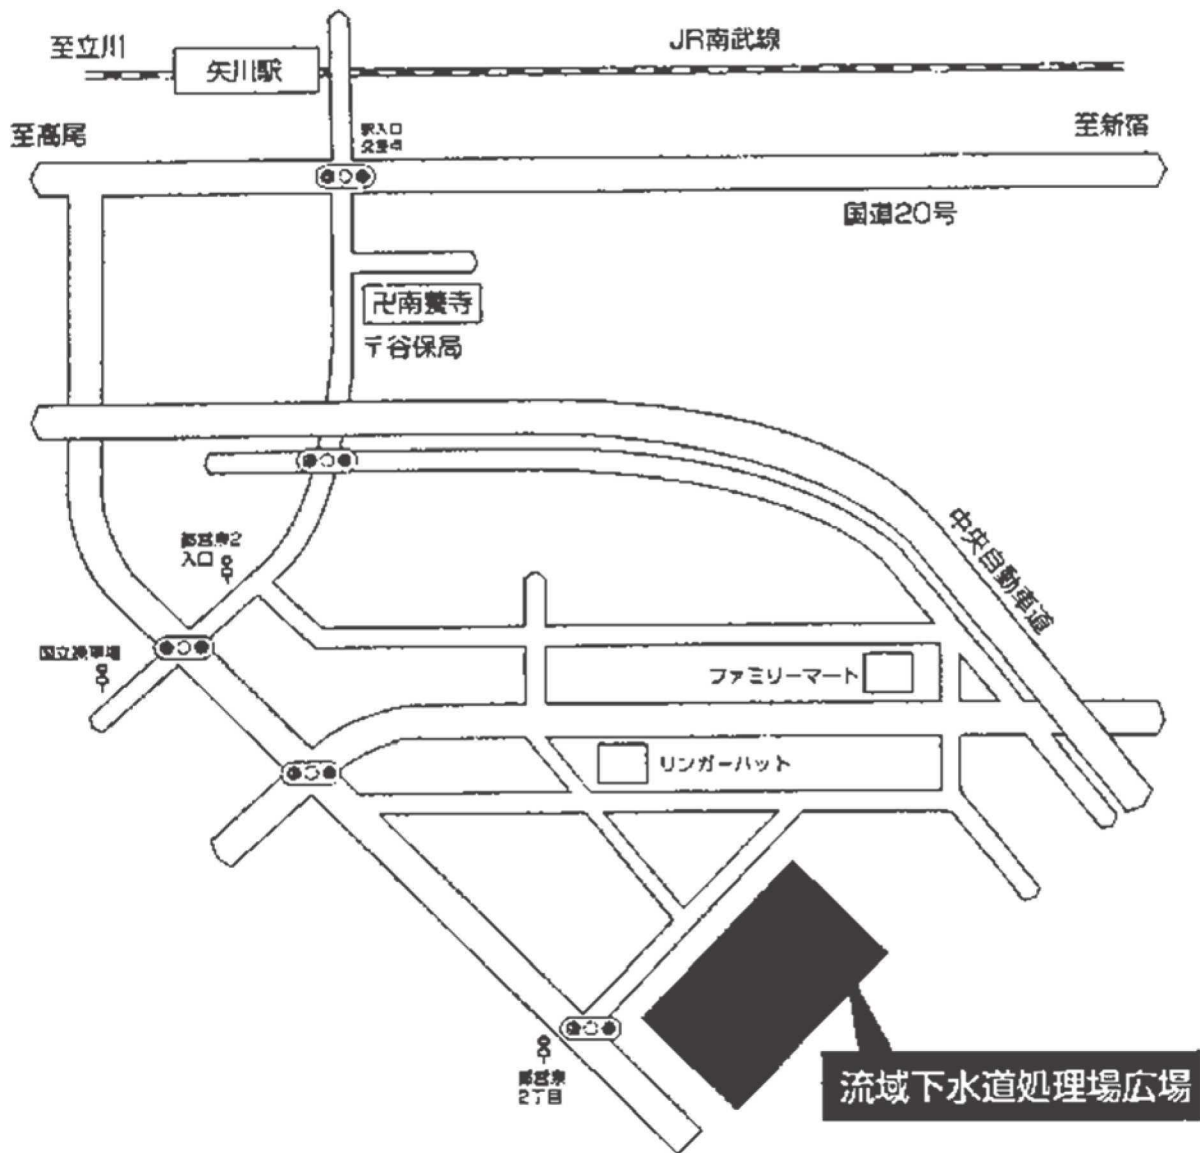 至立川
矢川駅
JR南武線
至高尾
駅入口
交差点
至新宿
国道20号
卍南養寺
〒谷保局
中央自動車道
都営泉2
入口
国立操車場
ファミリーマート
リンガーハット
都営泉
2丁目
流域下水道処理場広場